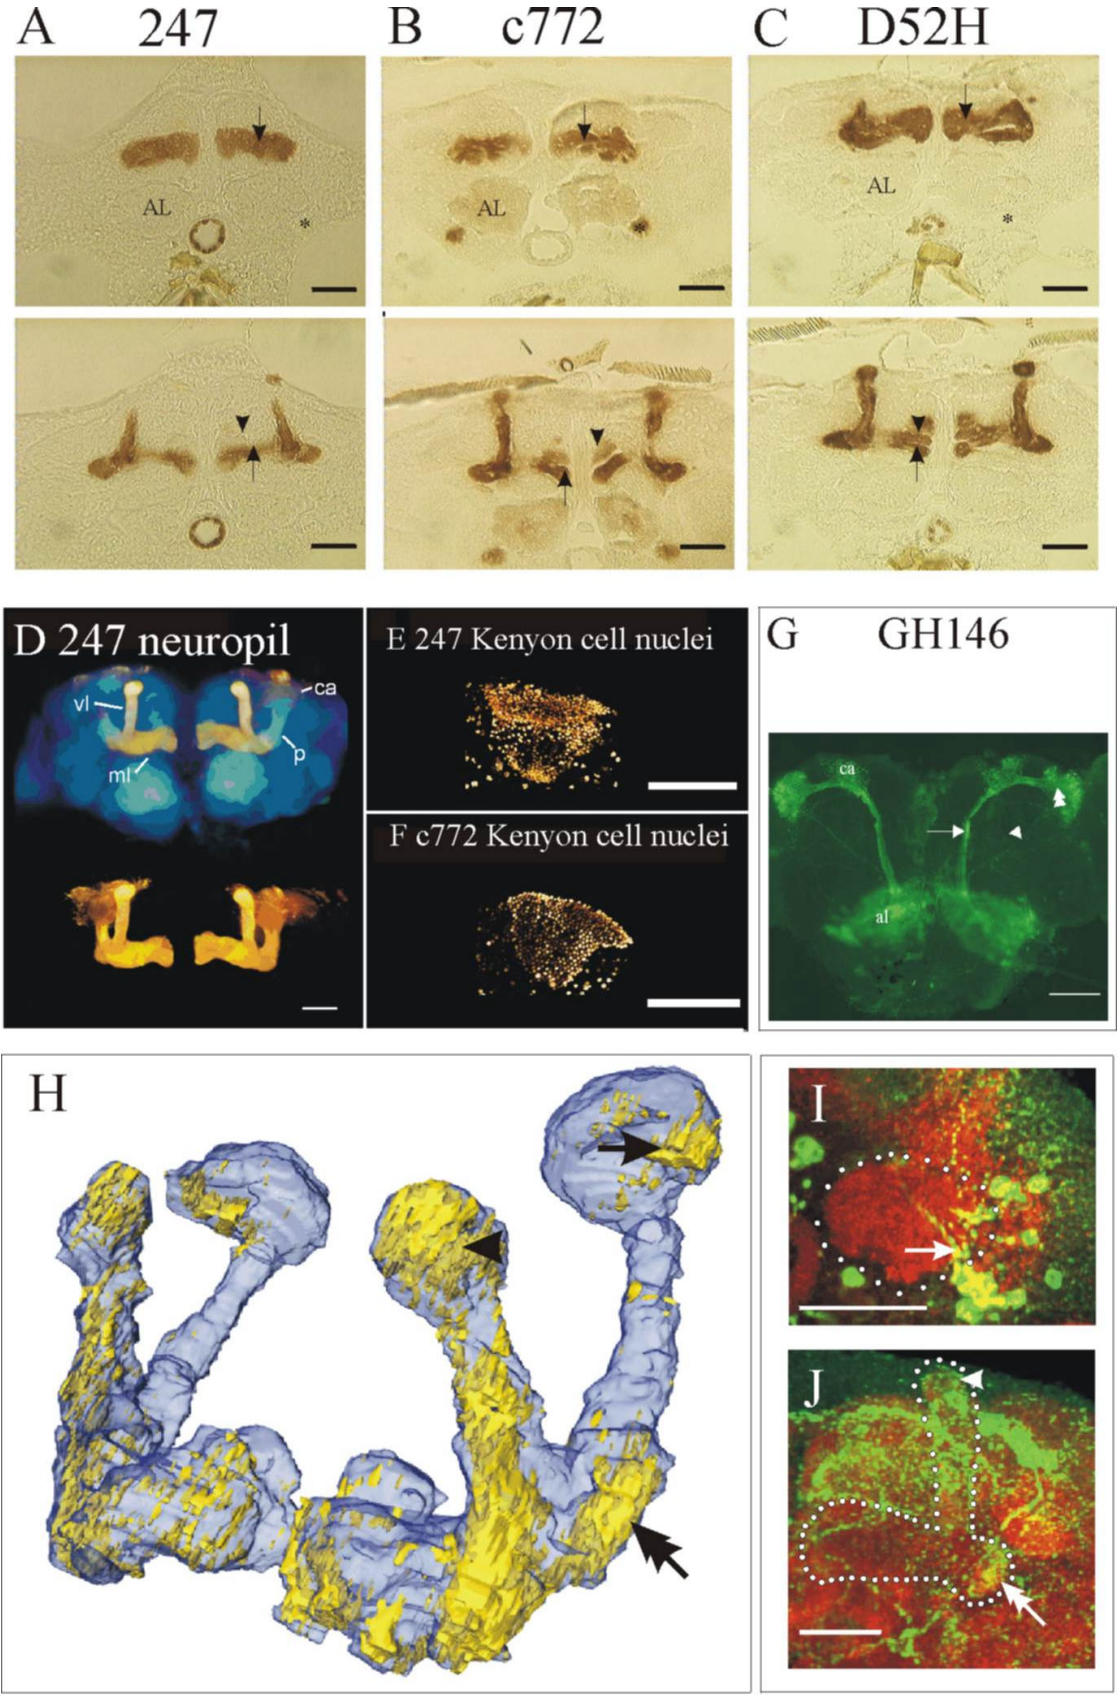 A 247
B c772
C D52H
AL
*
AL
*
AL
*
D 247 neuropil
vl
ca
p
ml
E 247 Kenyon cell nuclei
F c772 Kenyon cell nuclei
G GH146
ca
al
H
I
J